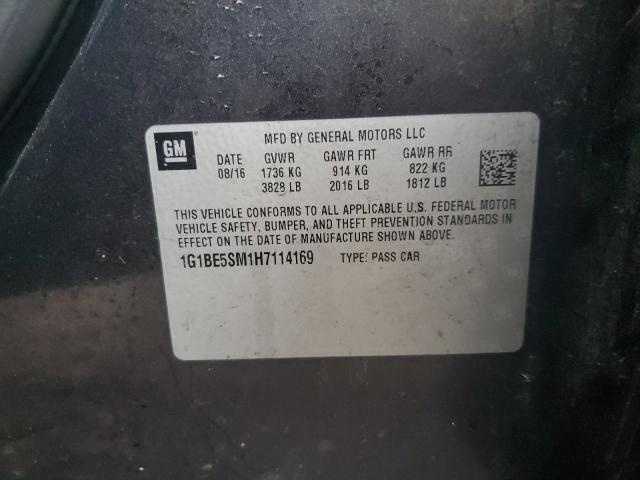 GM
MFD BY GENERAL MOTORS LLC
DATE GVWR GAWR FRT GAWR RR
08/16 1736 KG 914 KG 822 KG
3828 LB 2016 LB 1812 LB
THIS VEHICLE CONFORMS TO ALL APPLICABLE U.S. FEDERAL MOTOR
VEHICLE SAFETY, BUMPER, AND THEFT PREVENTION STANDARDS IN
EFFECT ON THE DATE OF MANUFACTURE SHOWN ABOVE.
1G1BE5SM1H7114169 TYPE: PASS CAR